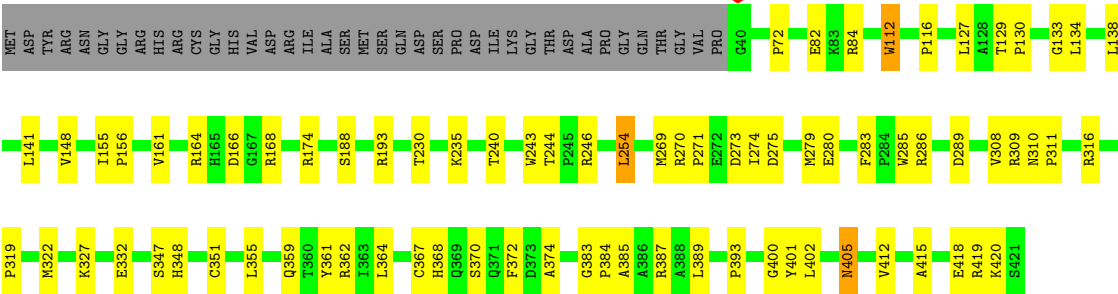 MET ASP TYR ARG ASN GLY GLY ARG HIS ARG CYS GLY HIS VAL ASP ARG ILE ALA SER MET SER GLN ASP SER PRO ASP ILE LYS GLY THR ASP ALA PRO GLY GLN THR GLY VAL PRO G40 P72 E82 K83 R84 W112 P116 L127 A128 T129 P130 G133 L134 L138
L141 V148 I155 P156 V161 R164 H165 D166 G167 R168 R174 S188 R193 T230 K235 T240 W243 T244 P245 R246 L254 M269 R270 P271 E272 D273 I274 D275 M279 E280 F283 P284 W285 R286 D289 V308 R309 N310 P311 R316
P319 M322 K327 E332 S347 H348 C351 L355 Q359 T360 Y361 R362 I363 L364 C367 H368 Q369 S370 Q371 F372 D373 A374 G383 P384 A385 A386 R387 A388 L389 P393 G400 Y401 L402 N405 V412 A415 E418 R419 K420 S421